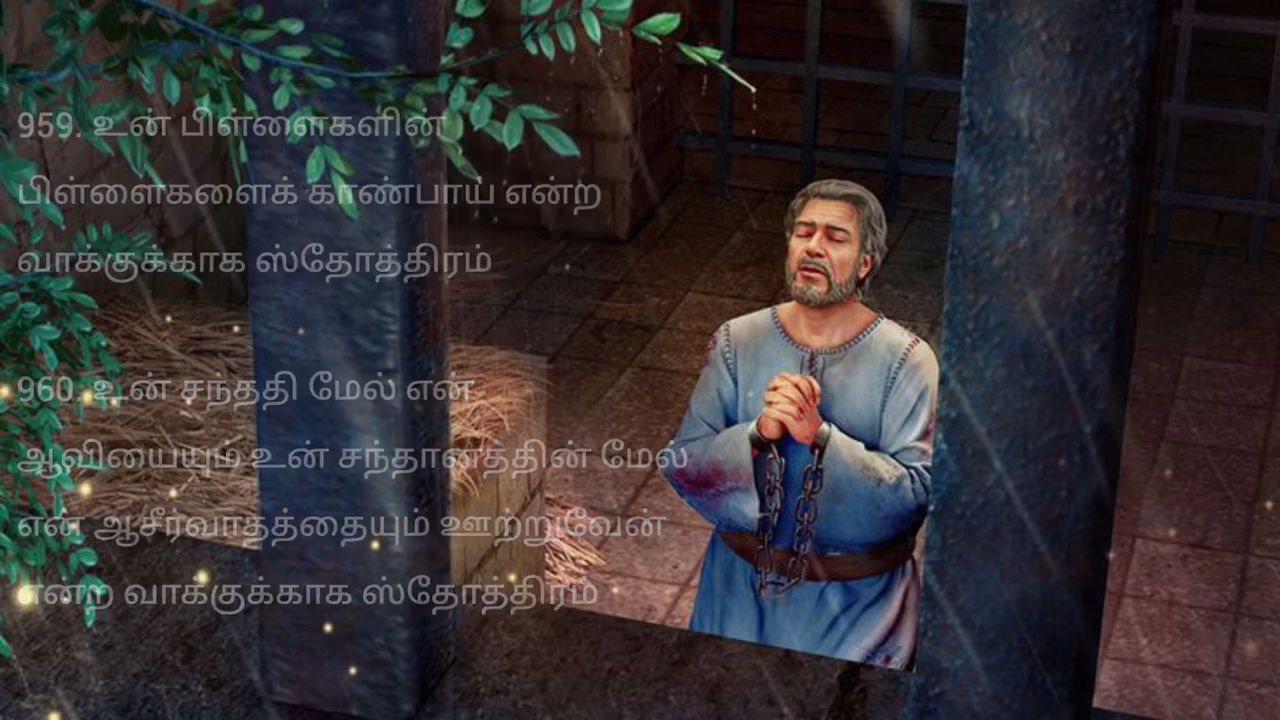 959. உன் பிள்ளைகளின்
பிள்ளைகளைக் காண்பாய் என்ற
வாக்குக்காக ஸ்தோத்திரம்
960. உன் சந்ததி மேல் என்
ஆவியையும் உன் சந்தானத்தின் மேல்
என் ஆசீர்வாதத்தையும் ஊற்றுவேன்
என்ற வாக்குக்காக ஸ்தோத்திரம்